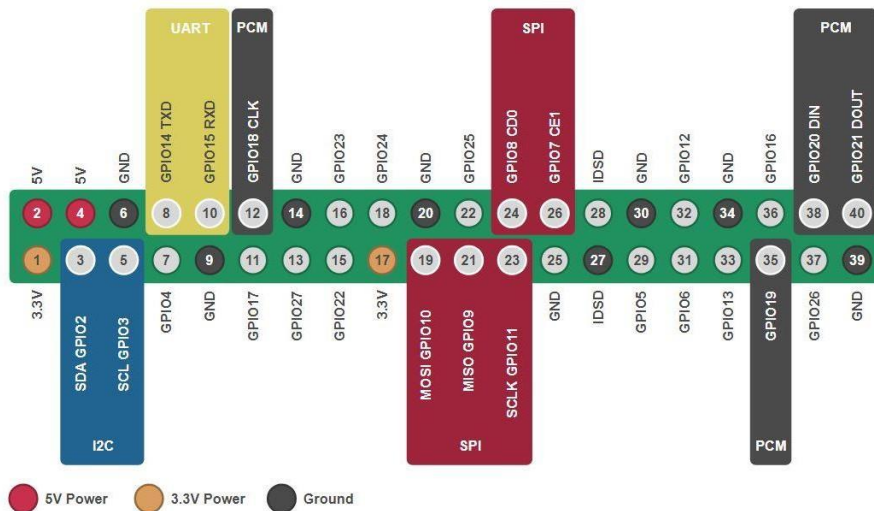 UART
PCM
SPI
PCM
5V
5V
GND
GPIO14 TXD
GPIO15 RXD
GPIO18 CLK
GND
GPIO23
GPIO24
GND
GPIO25
GPIO8 CD0
GPIO7 CE1
IDSD
GND
GPIO12
GND
GPIO16
GPIO20 DIN
GPIO21 DOUT
2 4 6 8 10 12 14 16 18 20 22 24 26 28 30 32 34 36 38 40
1 3 5 7 9 11 13 15 17 19 21 23 25 27 29 31 33 35 37 39
3.3V
SDA GPIO2
SCL GPIO3
GPIO4
GND
GPIO17
GPIO27
GPIO22
3.3V
MOSI GPIO10
MISO GPIO9
SCLK GPIO11
GND
IDSD
GPIO5
GPIO6
GPIO13
GPIO19
GPIO26
GND
I2C
SPI
PCM
5V Power
3.3V Power
Ground